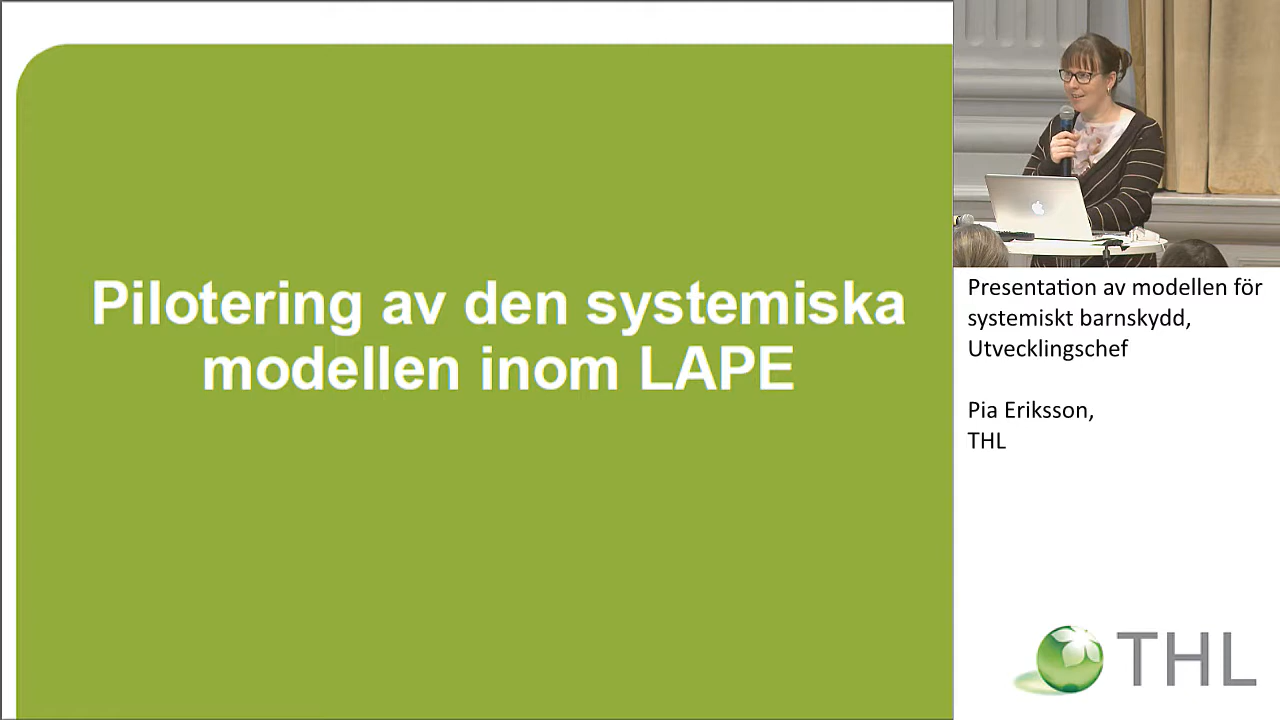 Pilotering av den systemiska
modellen inom LAPE
Presentation av modellen för
systemiskt barnskydd,
Utvecklingschef
Pia Eriksson,
THL
THL